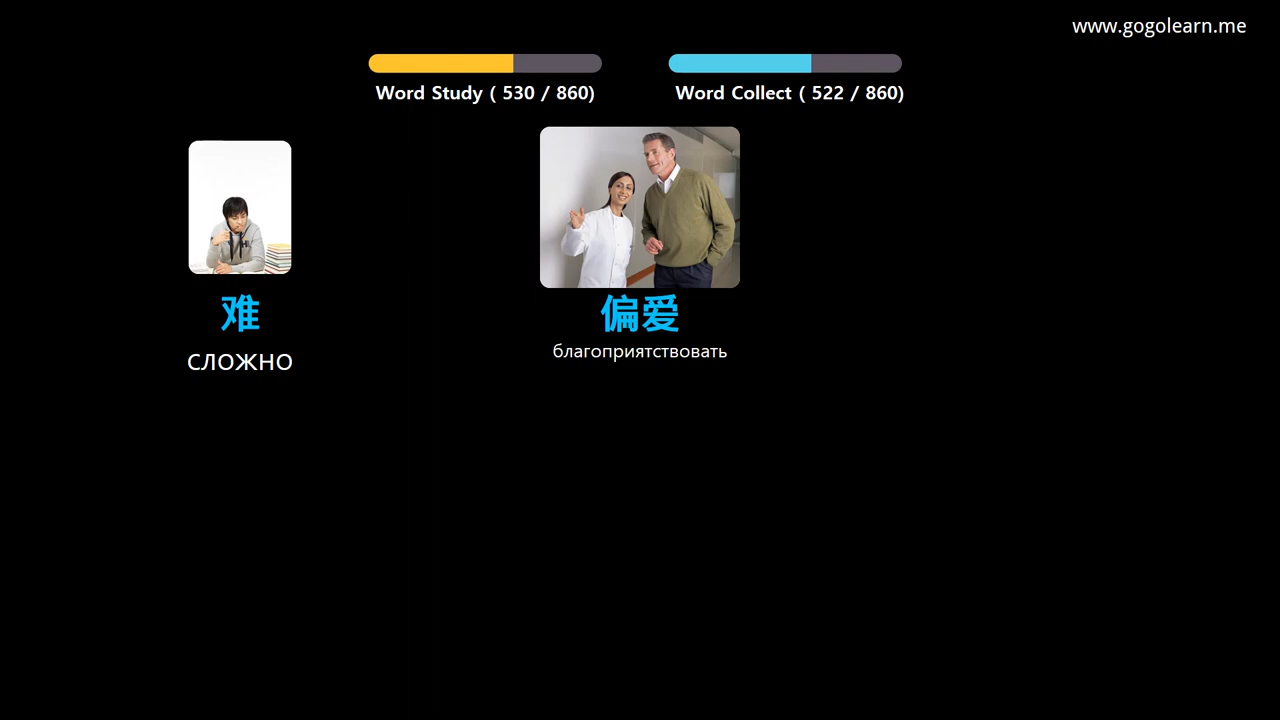 www.gogolearn.me
Word Study ( 530 / 860)
Word Collect ( 522 / 860)
难
сложно
偏爱
благоприятствовать